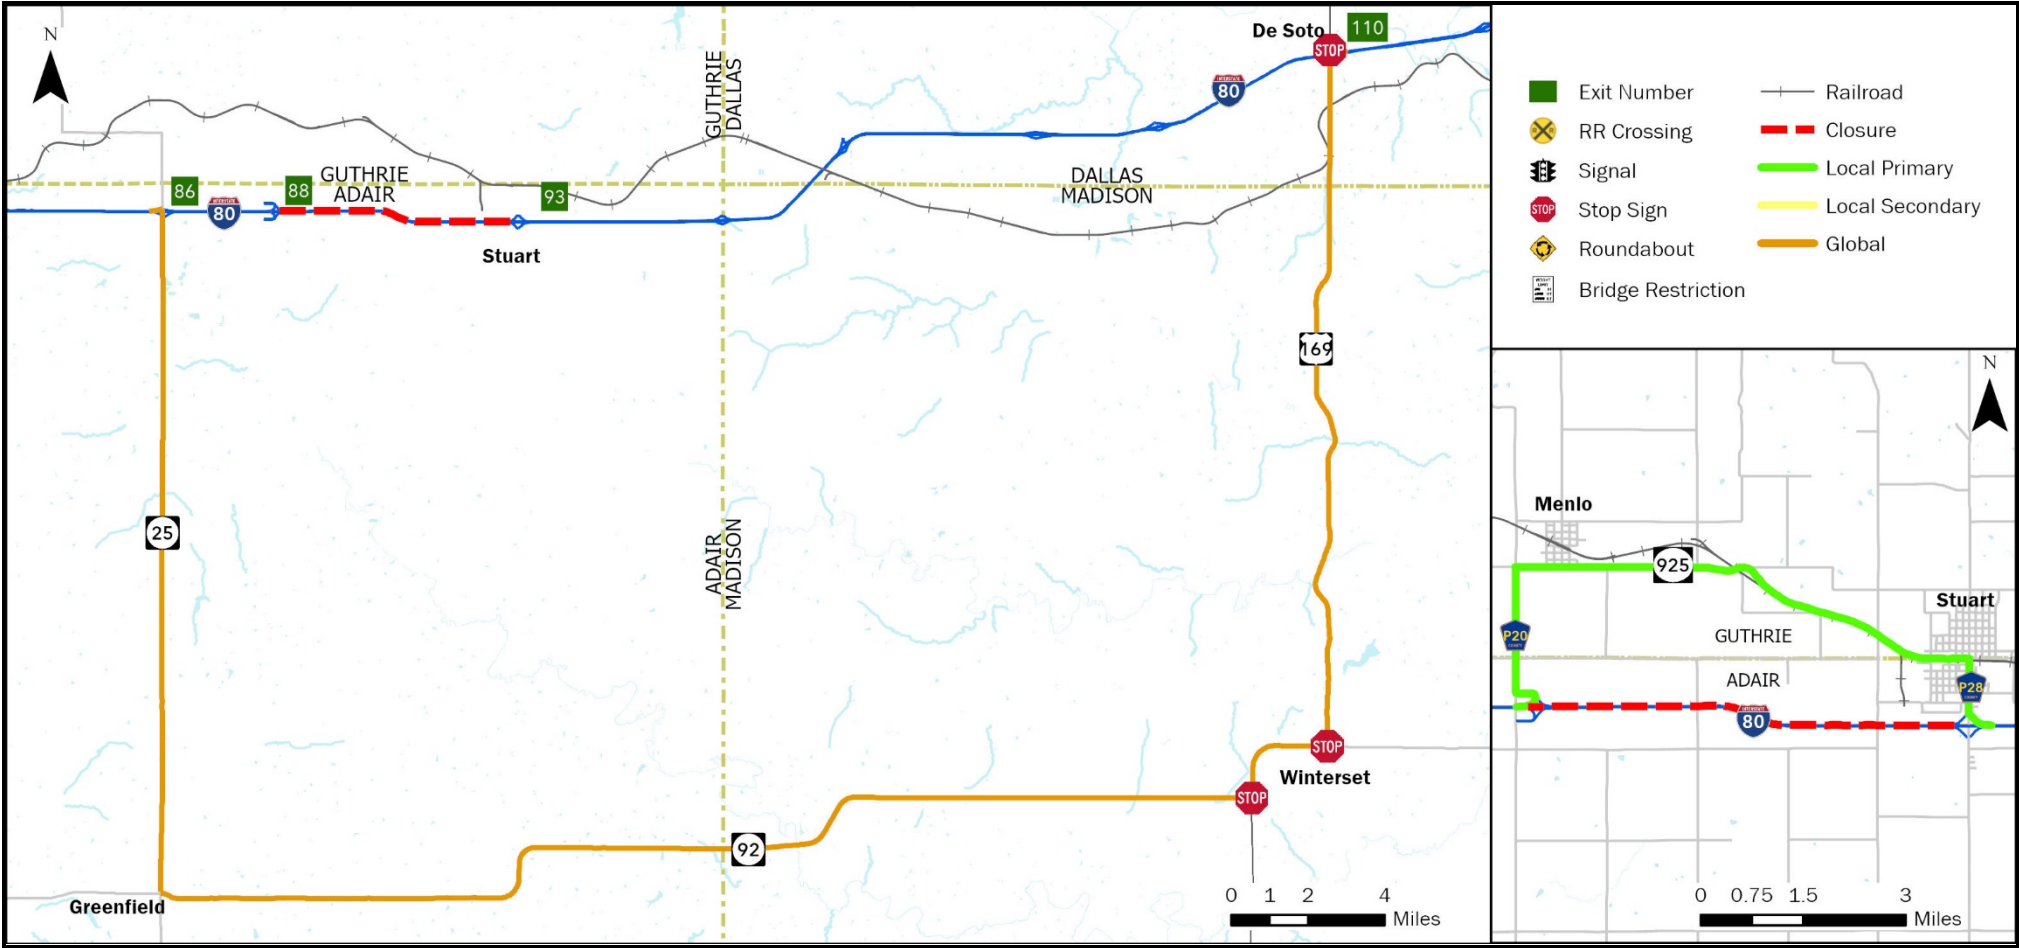 N
De Soto
110
STOP
GUTHRIE
DALLAS
INTERSTATE
80
86
88
GUTHRIE
ADAIR
93
DALLAS
MADISON
INTERSTATE
80
Stuart
169
25
ADAIR
MADISON
STOP
Winterset
STOP
92
Greenfield
0 1 2 4
Miles
Exit Number
RR Crossing
Signal
STOP
Stop Sign
Roundabout
Bridge Restriction
Railroad
Closure
Local Primary
Local Secondary
Global
N
Menlo
925
Stuart
P20
GUTHRIE
ADAIR
P28
80
0 0.75 1.5 3
Miles